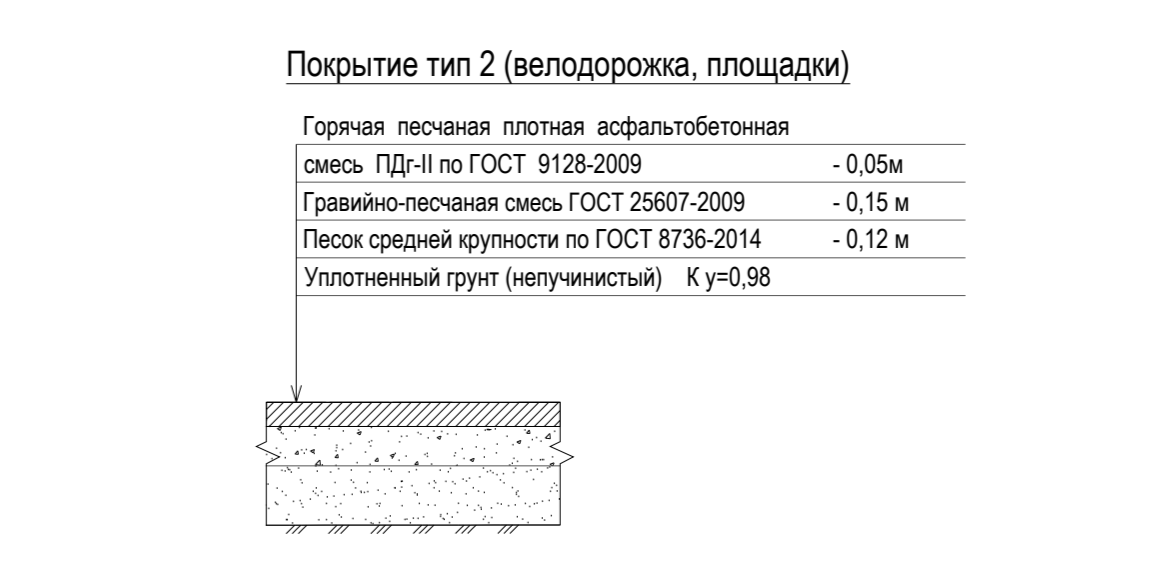 Покрытие тип 2 (велодорожка, площадки)
Горячая песчаная плотная асфальтобетонная
смесь ПДг-II по ГОСТ 9128-2009 - 0,05м
Гравийно-песчаная смесь ГОСТ 25607-2009 - 0,15 м
Песок средней крупности по ГОСТ 8736-2014 - 0,12 м
Уплотненный грунт (непучинистый) К у=0,98